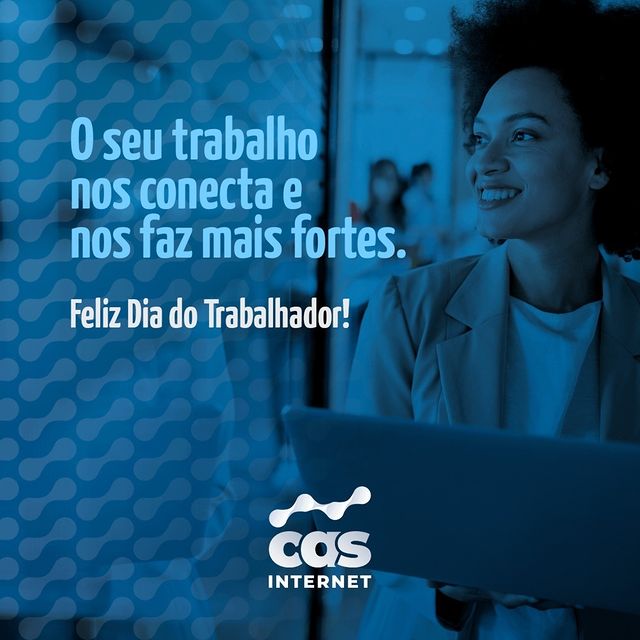 O seu trabalho
nos conecta e
nos faz mais fortes.
Feliz Dia do Trabalhador!
cas
INTERNET